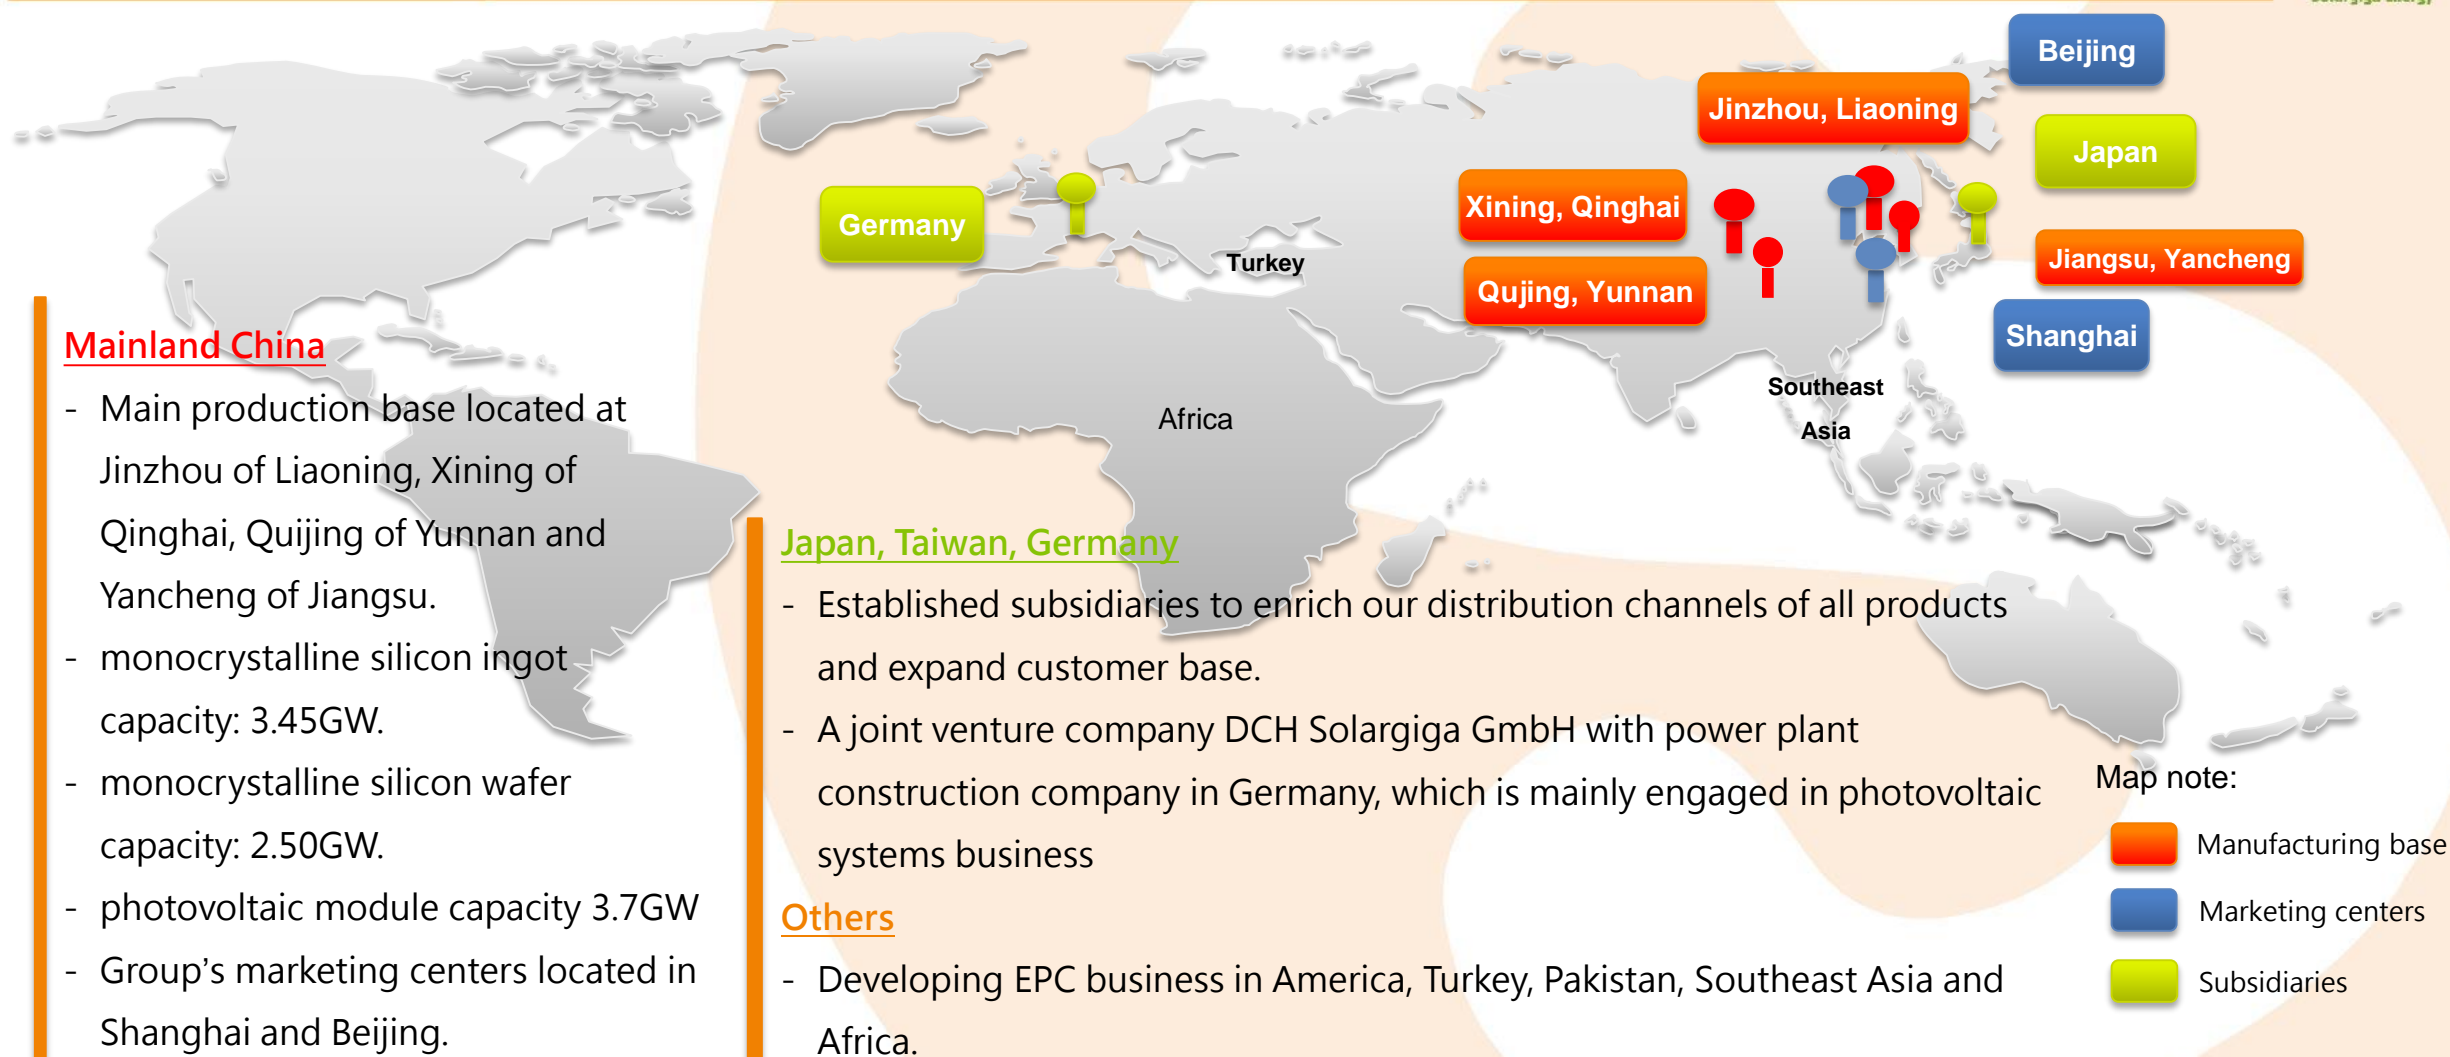 Solargiga Energy
Beijing
Jinzhou, Liaoning
Japan
Xining, Qinghai
Germany
Turkey
Jiangsu, Yancheng
Qujing, Yunnan
Shanghai
Southeast
Asia
Africa
Mainland China
- Main production base located at
Jinzhou of Liaoning, Xining of
Qinghai, Quijing of Yunnan and
Yancheng of Jiangsu.
- monocrystalline silicon ingot
capacity: 3.45GW.
- monocrystalline silicon wafer
capacity: 2.50GW.
- photovoltaic module capacity 3.7GW
- Group’s marketing centers located in
Shanghai and Beijing.
Japan, Taiwan, Germany
- Established subsidiaries to enrich our distribution channels of all products
and expand customer base.
- A joint venture company DCH Solargiga GmbH with power plant
construction company in Germany, which is mainly engaged in photovoltaic
systems business
Others
- Developing EPC business in America, Turkey, Pakistan, Southeast Asia and
Africa.
Map note:
Manufacturing base
Marketing centers
Subsidiaries